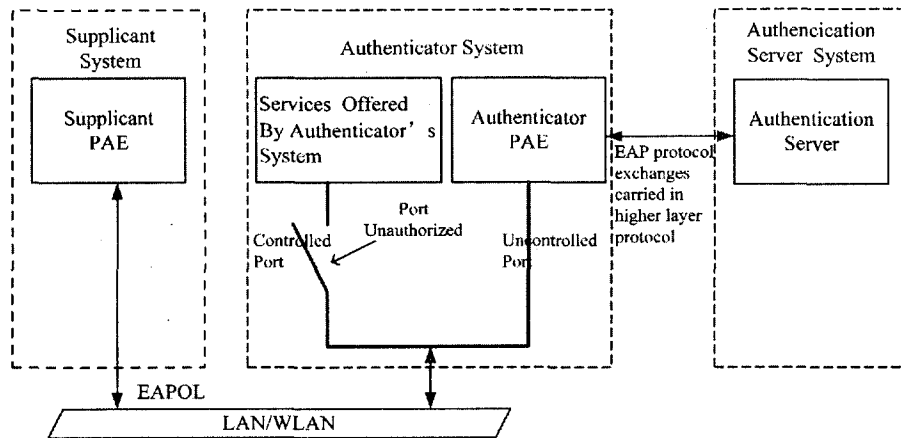 Supplicant
System
Supplicant
PAE
Authenticator System
Services Offered
By Authenticator's
System
Authenticator
PAE
Port
Unauthorized
Controlled
Port
Uncontrolled
Port
EAP protocol
exchanges
carried in
higher layer
protocol
Authencication
Server System
Authentication
Server
EAPOL
LAN/WLAN